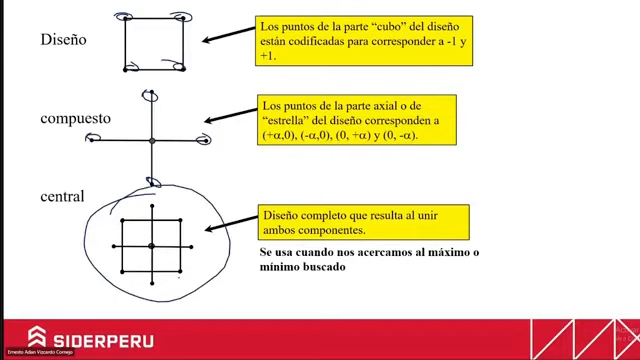 Diseño
Los puntos de la parte “cubo” del diseño
están codificadas para corresponder a -1 y
+1.
compuesto
Los puntos de la parte axial o de
“estrella” del diseño corresponden a
(+α,0), (-α,0), (0, +α) y (0, -α).
central
Diseño completo que resulta al unir
ambos componentes.
Se usa cuando nos acercamos al máximo o
mínimo buscado
SIDERPERU
Ernesto Adan Vizcardo Cornejo